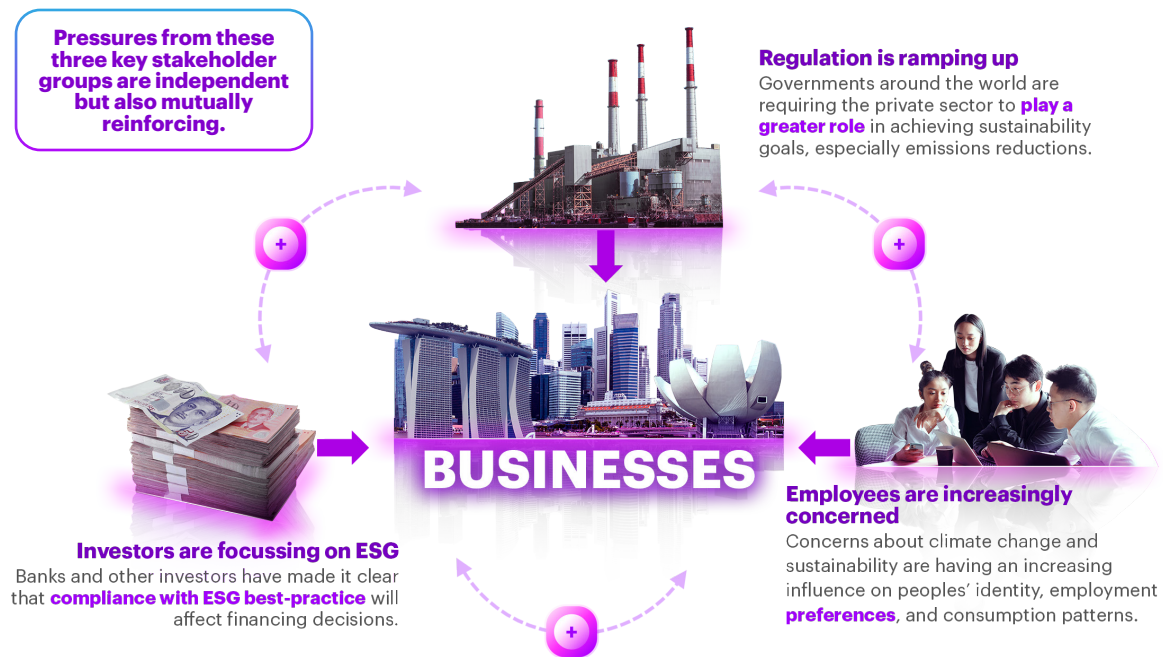 Pressures from these
three key stakeholder
groups are independent
but also mutually
reinforcing.
Regulation is ramping up
Governments around the world are
requiring the private sector to play a
greater role in achieving sustainability
goals, especially emissions reductions.
+
+
BUSINESSES
Employees are increasingly
concerned
Concerns about climate change and
sustainability are having an increasing
influence on peoples’ identity, employment
preferences, and consumption patterns.
Investors are focussing on ESG
Banks and other investors have made it clear
that compliance with ESG best-practice will
affect financing decisions.
+